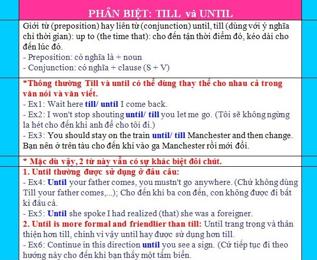 PHÂN BIỆT: TILL và UNTIL
Giới từ (preposition) hay liên từ (conjunction) until, till (dùng với ý nghĩa
chỉ thời gian): up to (the time that): cho đến tận thời điểm đó, kéo dài cho
đến lúc đó.
- Preposition: có nghĩa là + noun
- Conjunction: có nghĩa + clause (S + V)
*Thông thường Till và until có thể dùng thay thế cho nhau cả trong
văn nói và văn viết.
- Ex1: Wait here till/ until I come back.
- Ex2: I won't stop shouting until/ till you let me go. (Tôi sẽ không ngừng
la hét cho đến khi anh để cho tôi đi.)
- Ex3: You should stay on the train until/ till Manchester and then change.
Bạn nên ở trên tàu cho đến khi vào ga Manchester rồi mới đổi.
* Mặc dù vậy, 2 từ này vẫn có sự khác biệt đôi chút.
1. Until thường được sử dụng ở đầu câu:
- Ex4: Until your father comes, you mustn't go anywhere. (Chứ không dùng
Till your father comes,...); Cho đến khi ba con đến, con không được đi bất
kì đâu cả.
- Ex5: Until she spoke I had realized (that) she was a foreigner.
2. Until is more formal and friendlier than till: Until trang trọng và thân
thiện hơn till, chính vì vậy until hay được sử dụng hơn till.
- Ex6: Continue in this direction until you see a sign. (Cứ tiếp tục đi theo
hướng này cho đến khi bạn thấy một tấm biển.